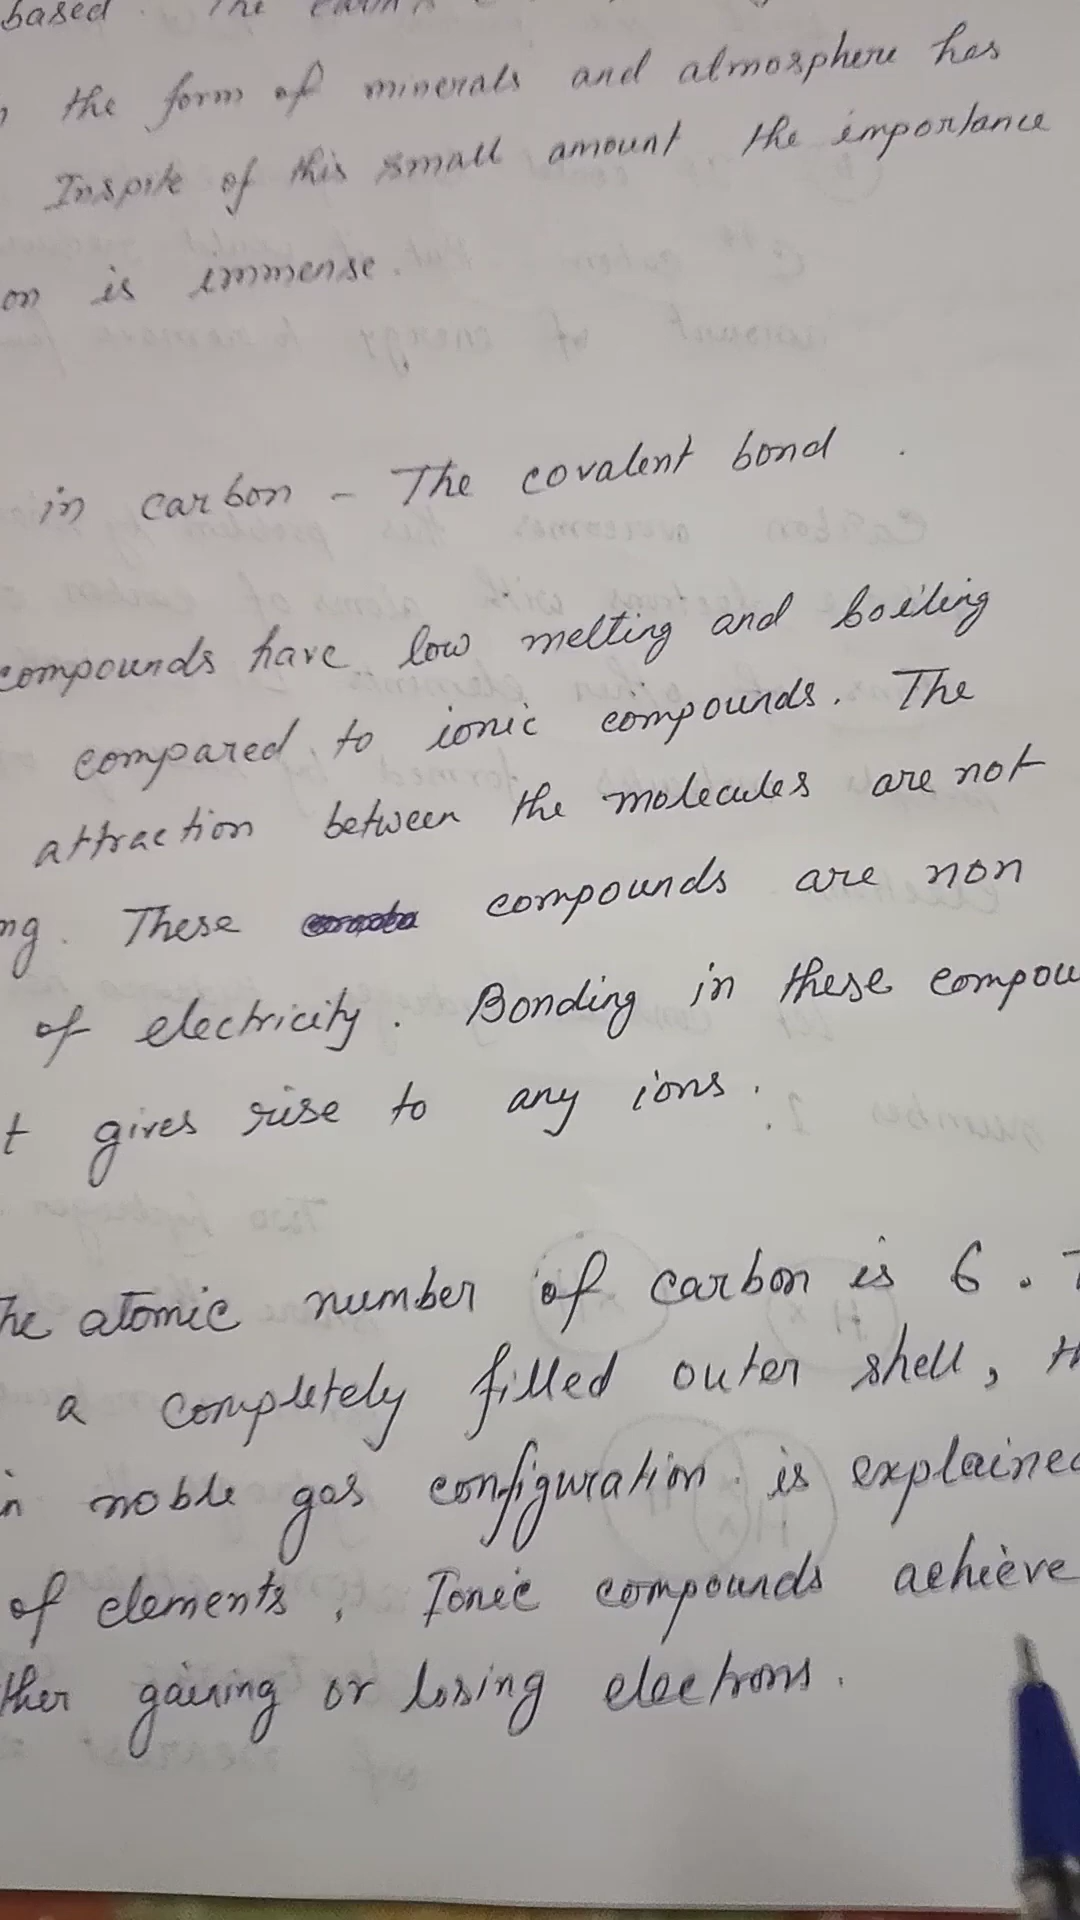 based. The
the form of minerals and atmosphere has
Inspite of this small amount the importance
on is immense.
in carbon - The covalent bond
compounds have low melting and boiling
compared to ionic compounds. The
attraction between the molecules are not
ng. These compounds are non
of electricity. Bonding in these compou
t gives rise to any ions.
he atomic number of carbon is 6. T
a completely filled outer shell, th
in noble gas configuration is explained
of elements. Ionic compounds achieve
ther gaining or losing electrons.